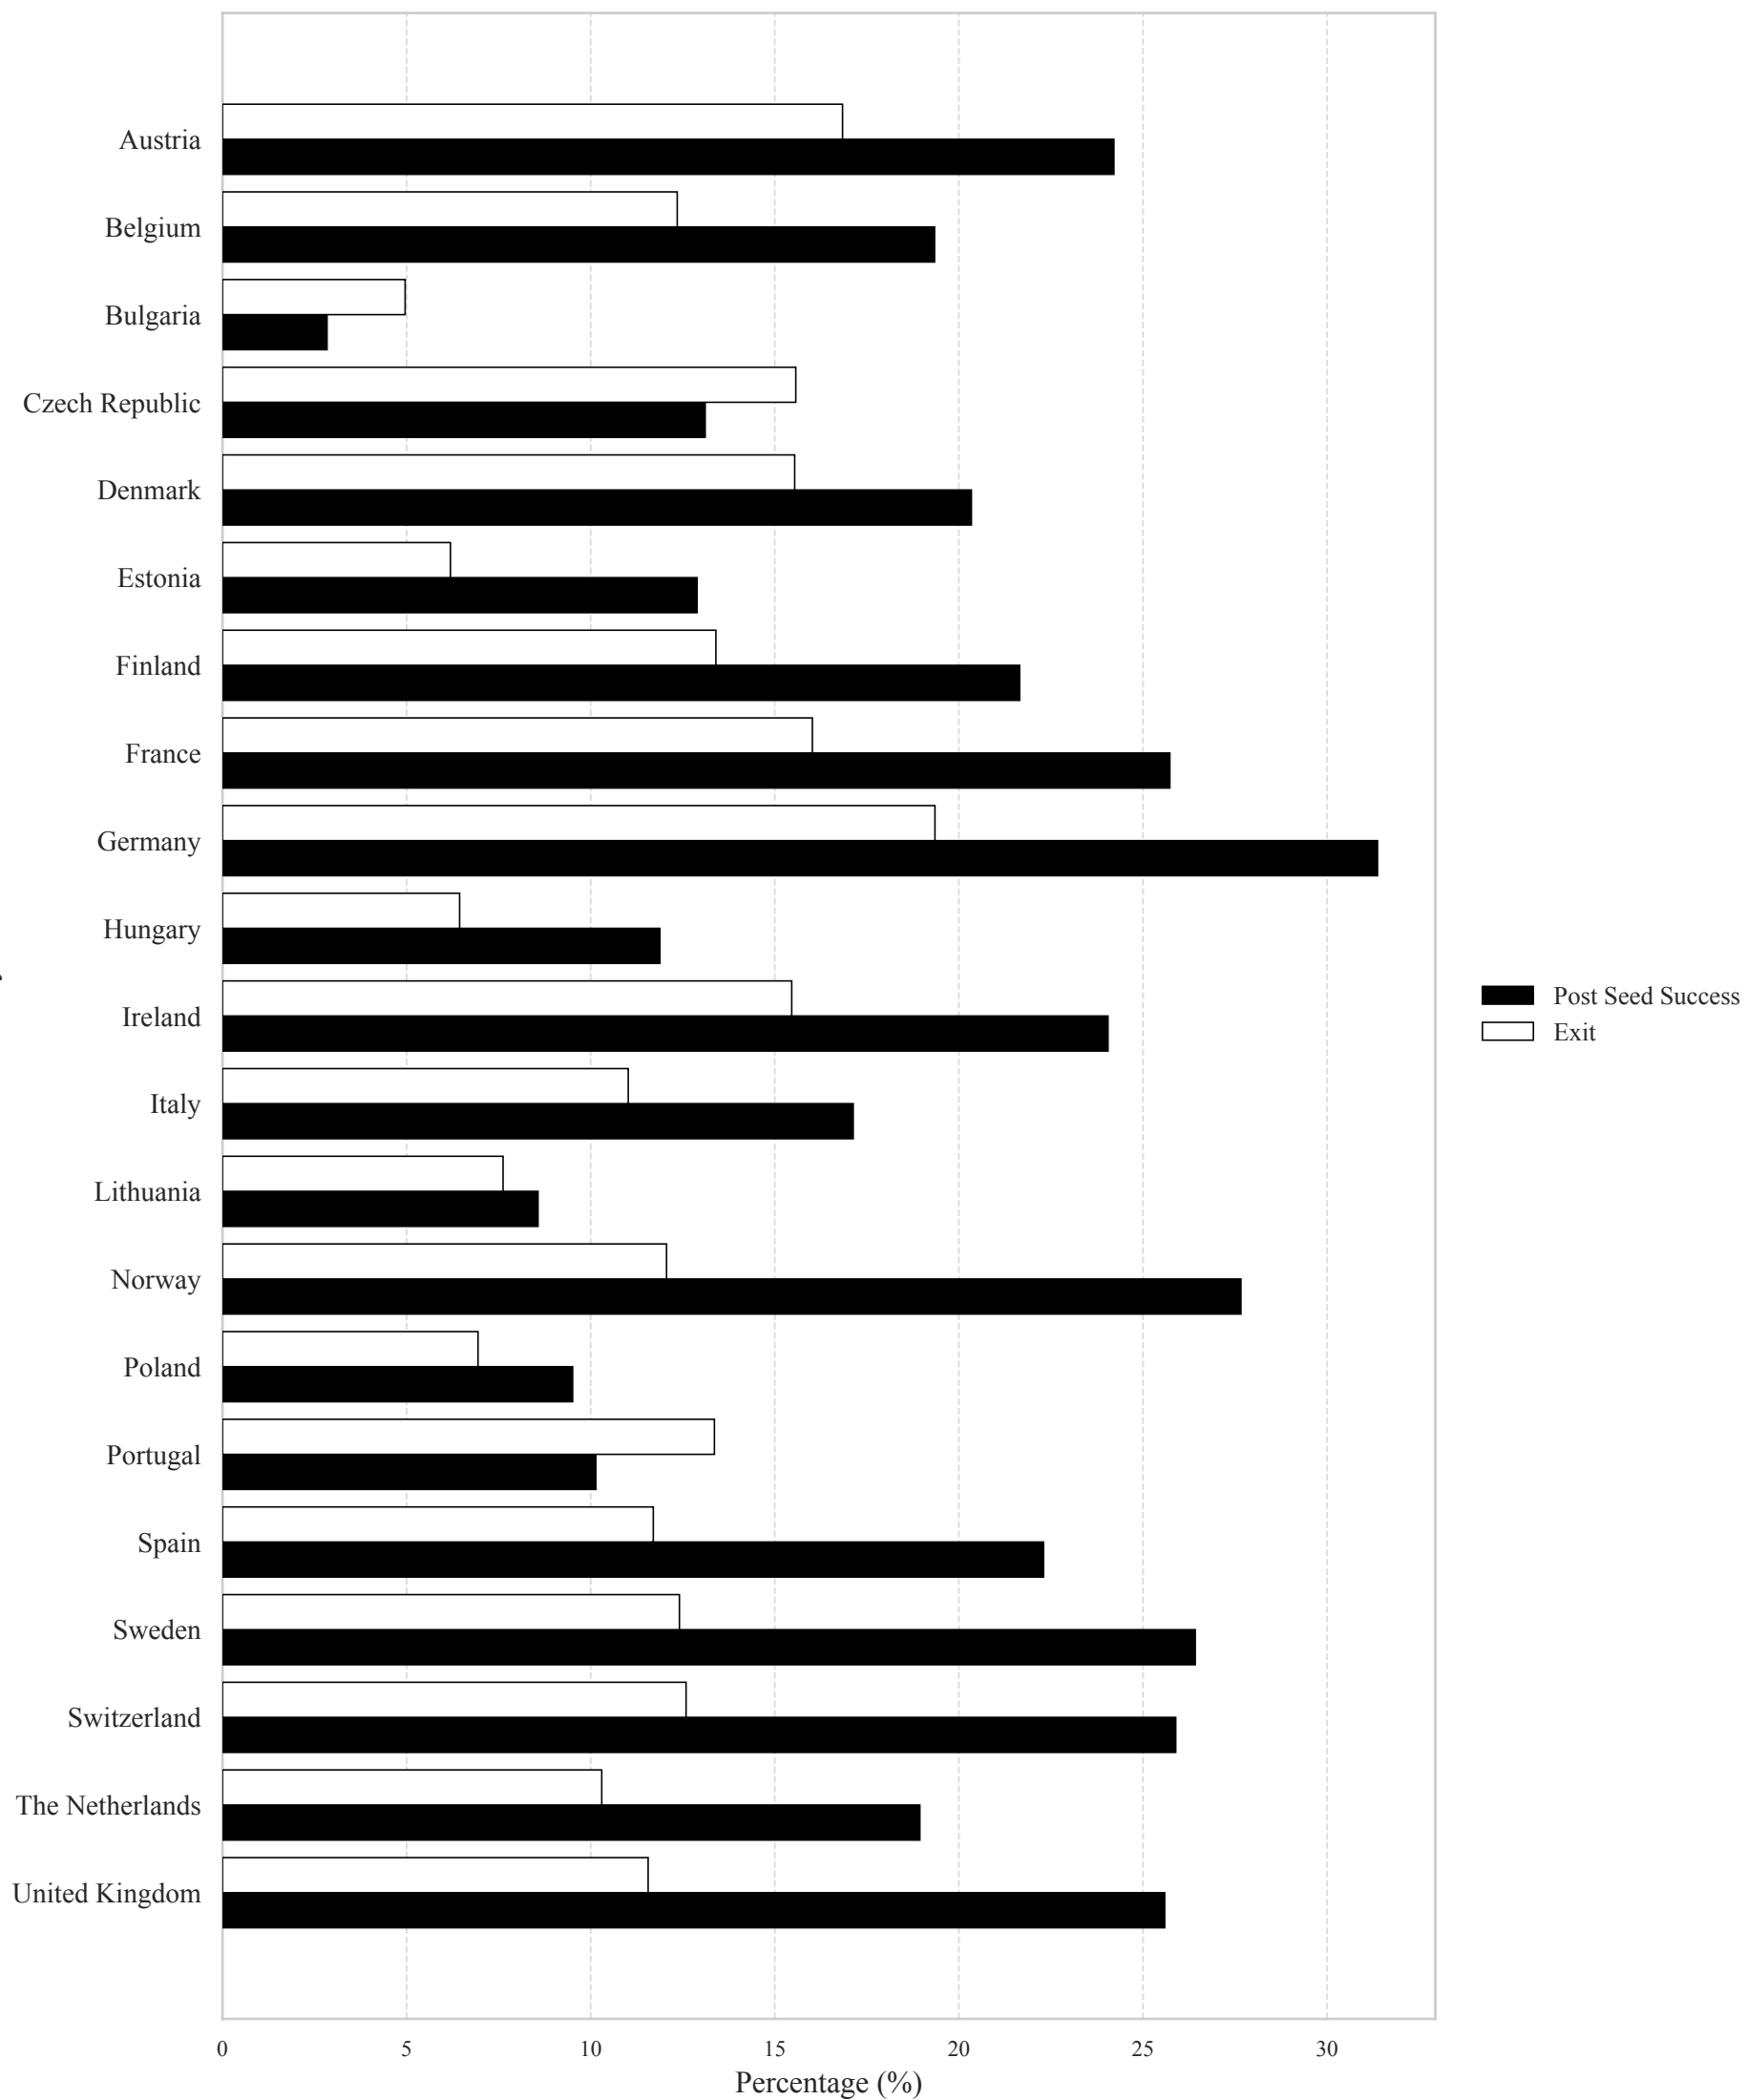 Austria
Belgium
Bulgaria
Czech Republic
Denmark
Estonia
Finland
France
Germany
Hungary
Ireland
Italy
Lithuania
Norway
Poland
Portugal
Spain
Sweden
Switzerland
The Netherlands
United Kingdom
0 5 10 15 20 25 30
Percentage (%)
Post Seed Success
Exit